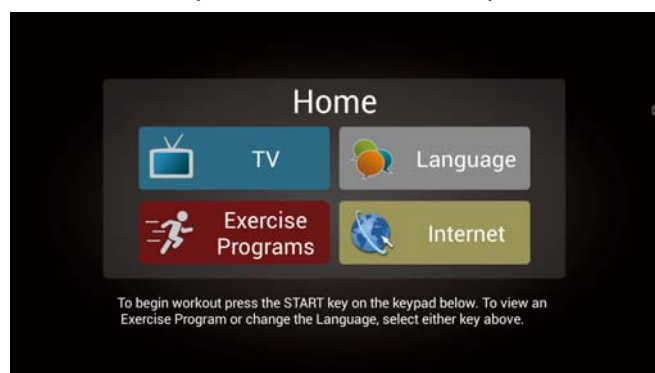 Home
TV
Language
Exercise
Programs
Internet
To begin workout press the START key on the keypad below. To view an
Exercise Program or change the Language, select either key above.